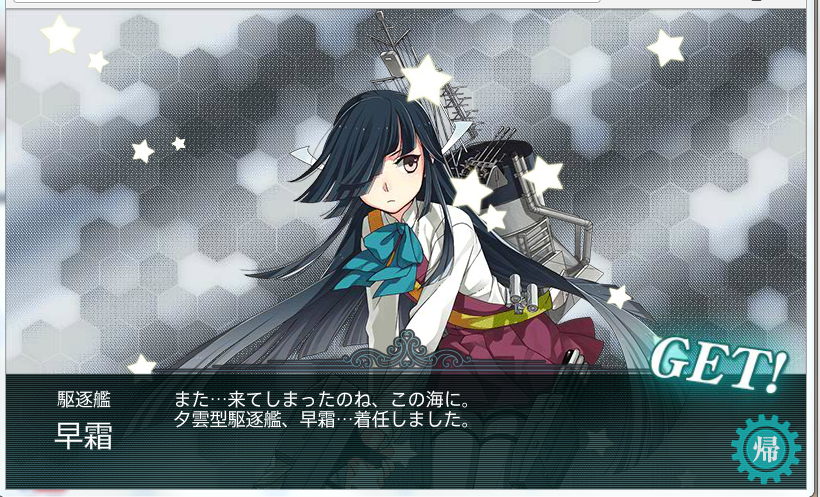 GET!
駆逐艦
早霜
また…来てしまったのね、この海に。
夕雲型駆逐艦、早霜…着任しました。
帰